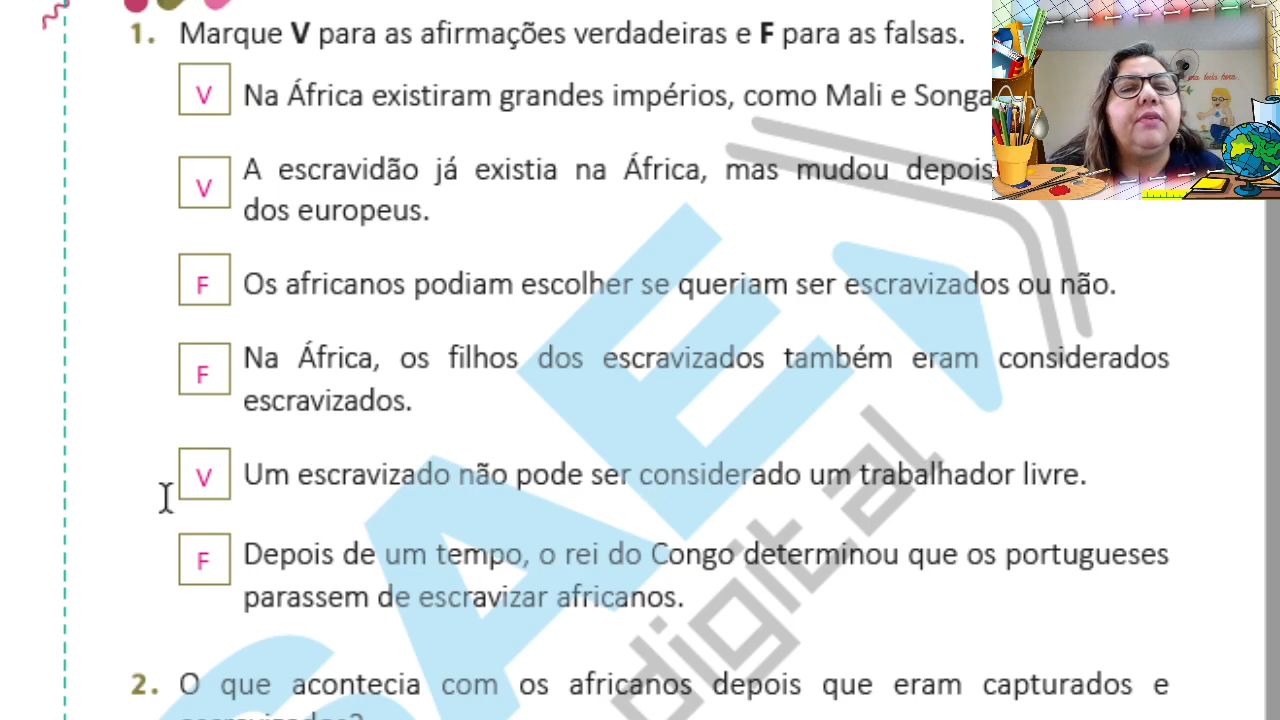 1. Marque V para as afirmações verdadeiras e F para as falsas.
V Na África existiram grandes impérios, como Mali e Songa
V A escravidão já existia na África, mas mudou depois
dos europeus.
F Os africanos podiam escolher se queriam ser escravizados ou não.
F Na África, os filhos dos escravizados também eram considerados
escravizados.
V Um escravizado não pode ser considerado um trabalhador livre.
F Depois de um tempo, o rei do Congo determinou que os portugueses
parassem de escravizar africanos.
2. O que acontecia com os africanos depois que eram capturados e
escravizados?
SAE
digital